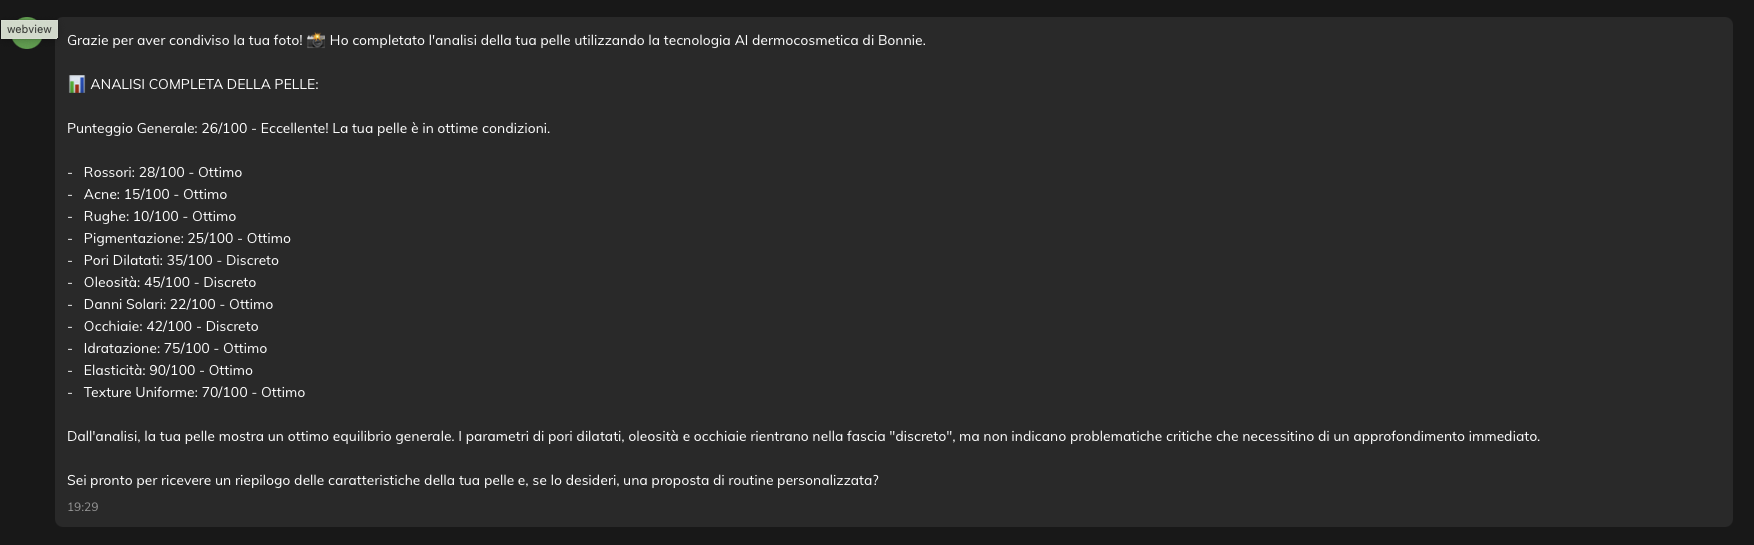 webview
Grazie per aver condiviso la tua foto! 📸 Ho completato l'analisi della tua pelle utilizzando la tecnologia AI dermocosmetica di Bonnie.
📊 ANALISI COMPLETA DELLA PELLE:
Punteggio Generale: 26/100 - Eccellente! La tua pelle è in ottime condizioni.
- Rossori: 28/100 - Ottimo
- Acne: 15/100 - Ottimo
- Rughe: 10/100 - Ottimo
- Pigmentazione: 25/100 - Ottimo
- Pori Dilatati: 35/100 - Discreto
- Oleosità: 45/100 - Discreto
- Danni Solari: 22/100 - Ottimo
- Occhiaie: 42/100 - Discreto
- Idratazione: 75/100 - Ottimo
- Elasticità: 90/100 - Ottimo
- Texture Uniforme: 70/100 - Ottimo
Dall'analisi, la tua pelle mostra un ottimo equilibrio generale. I parametri di pori dilatati, oleosità e occhiaie rientrano nella fascia "discreto", ma non indicano problematiche critiche che necessitino di un approfondimento immediato.
Sei pronto per ricevere un riepilogo delle caratteristiche della tua pelle e, se lo desideri, una proposta di routine personalizzata?
19:29